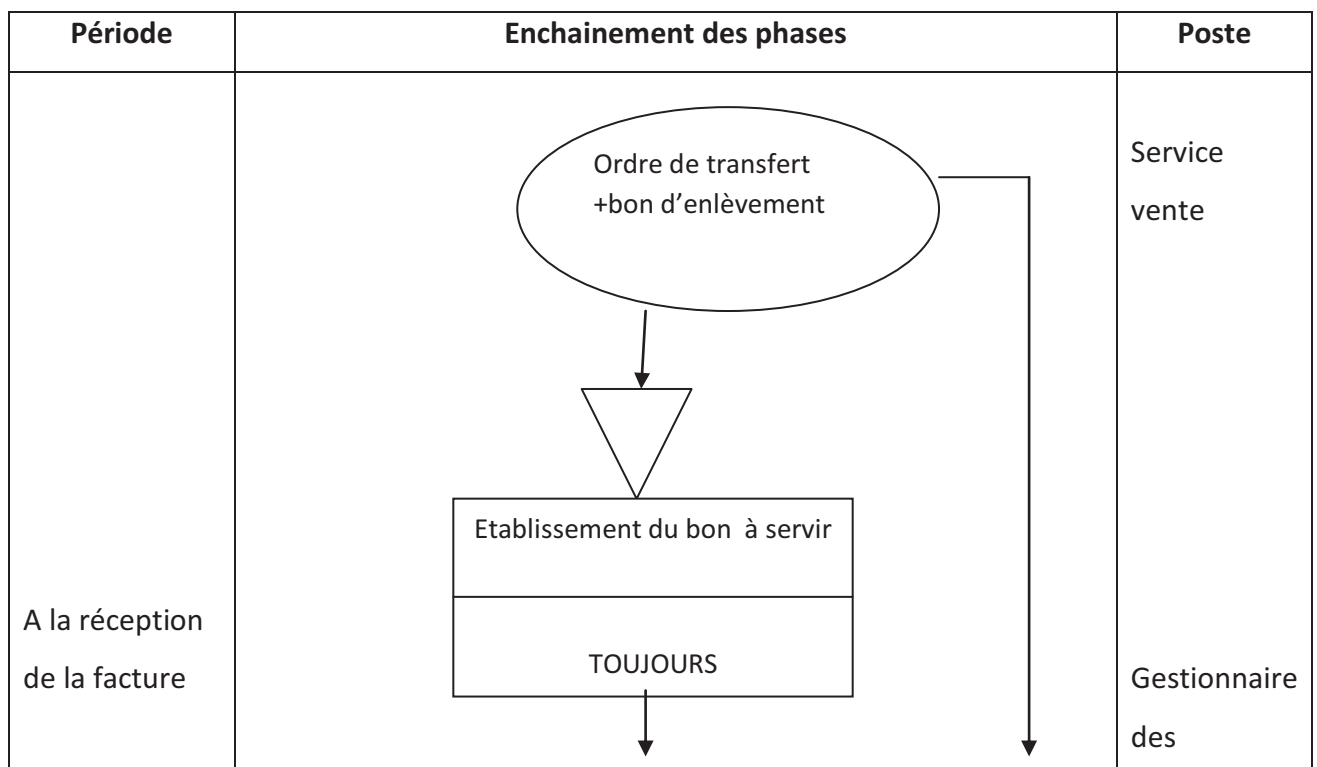 Période
Enchainement des phases
Poste
Ordre de transfert
+bon d’enlèvement
Service
vente
Etablissement du bon à servir
TOUJOURS
A la réception
de la facture
Gestionnaire
des